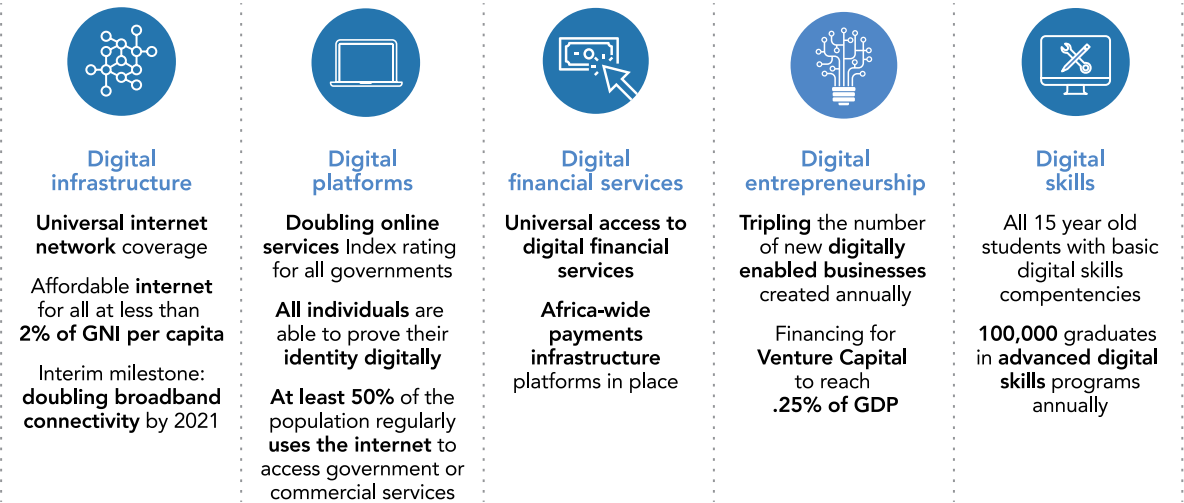 Digital
infrastructure
Universal internet
network coverage
Affordable internet
for all at less than
2% of GNI per capita
Interim milestone:
doubling broadband
connectivity by 2021
Digital
platforms
Doubling online
services Index rating
for all governments
All individuals are
able to prove their
identity digitally
At least 50% of the
population regularly
uses the internet to
access government or
commercial services
Digital
financial services
Universal access to
digital financial
services
Africa-wide
payments
infrastructure
platforms in place
Digital
entrepreneurship
Tripling the number
of new digitally
enabled businesses
created annually
Financing for
Venture Capital
to reach
.25% of GDP
Digital
skills
All 15 year old
students with basic
digital skills
compentencies
100,000 graduates
in advanced digital
skills programs
annually